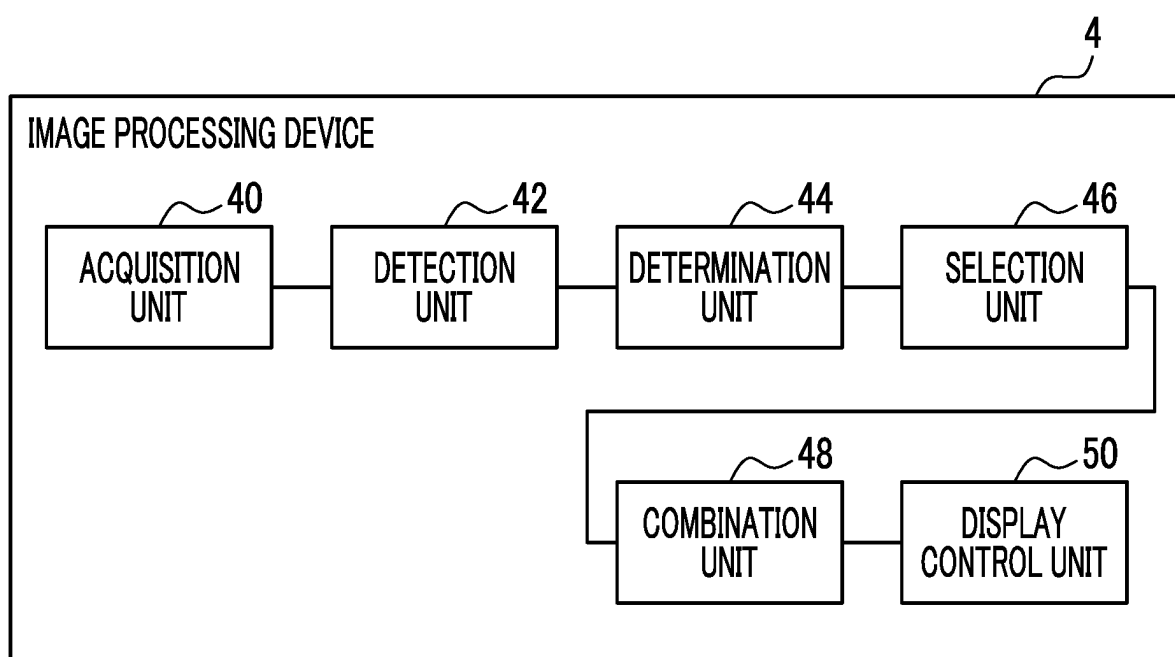 4
IMAGE PROCESSING DEVICE
40
42
44
46
ACQUISITION
UNIT
DETECTION
UNIT
DETERMINATION
UNIT
SELECTION
UNIT
48
50
COMBINATION
UNIT
DISPLAY
CONTROL UNIT